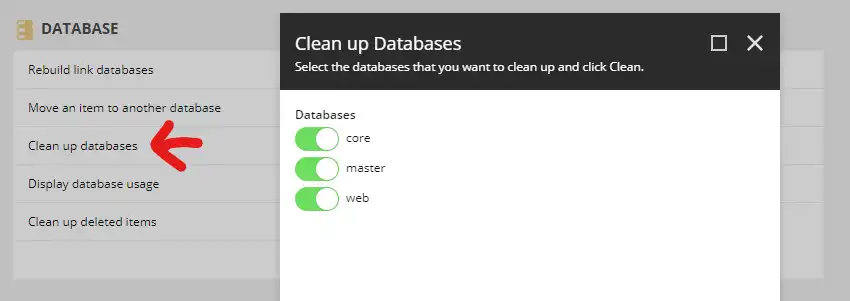 DATABASE
Rebuild link databases
Move an item to another database
Clean up databases
Display database usage
Clean up deleted items
Clean up Databases
Select the databases that you want to clean up and click Clean.
Databases
core
master
web